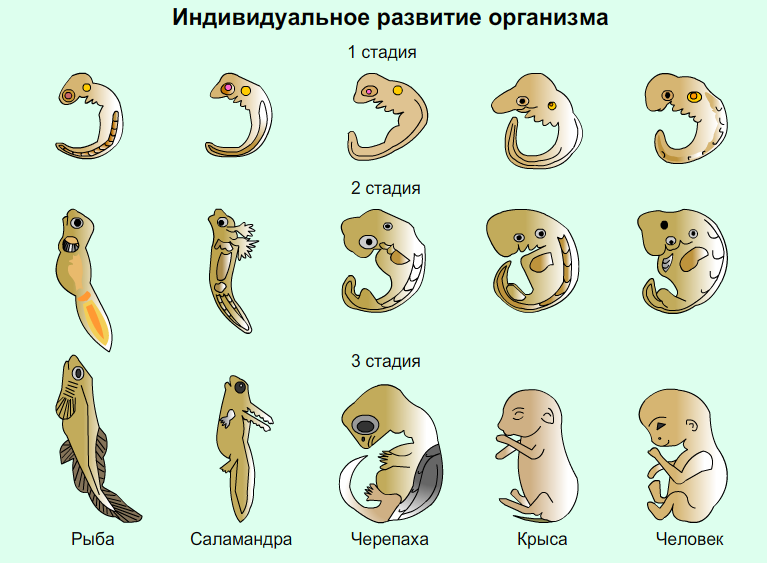 Индивидуальное развитие организма
1 стадия
2 стадия
3 стадия
Рыба Саламандра Черепаха Крыса Человек